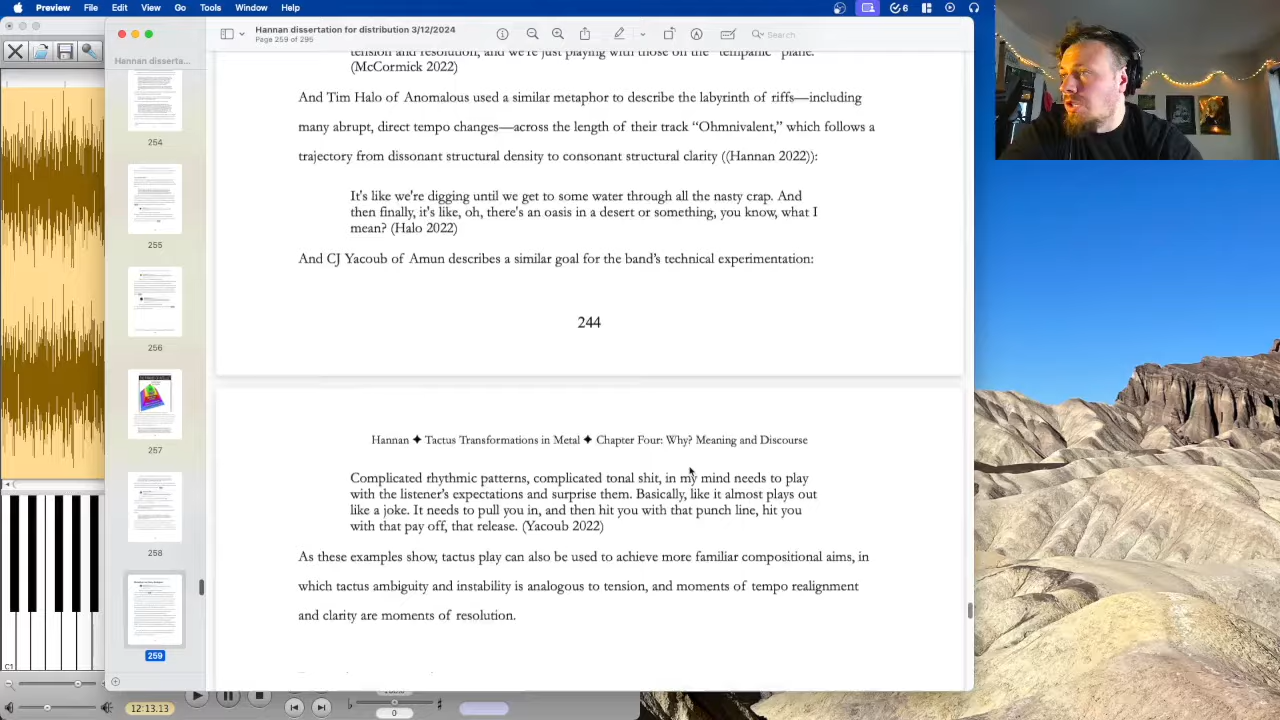 Hannan dissertation for distribution 3/12/2024
Page 259 of 295
Search
Hannan disserta...
254
255
256
257
258
259
tension and resolution, and we're just playing with those on the "tempanic" plane.
(McCormick 2022)
And Tim Halo of Anomalous used a similar metaphor to describe the labyrinth of riffs—including
many abrupt, direct tempo changes—across the length of their track “Ohmnivalent,” which follows a
trajectory from dissonant structural density to consonant structural clarity ((Hannan 2022)):
It's like we're digging until we get to some water through all the nasty crap. And
then finally, it's like, oh, there's an oasis in a desert or something, you know, what I
mean? (Halo 2022)
And CJ Yacoub of Amun describes a similar goal for the band's technical experimentation:
244
Hannan ✦ Tactus Transformations in Metal ✦ Chapter Four: Why? Meaning and Discourse
Complicated rhythmic patterns, complicated tonal shit, in my mind needs to play
with the listener's expectations and surprise them. Basically, like it almost plays out
like a joke. It needs to pull you in, and then hit you with that punch line, hit you
with that pay off, that release. (Yacoub 2022)
As these examples show, tactus play can also be used to achieve more familiar compositional aims, in
which tactus ambiguity and instability is analogous to tension, and moments of tempo realignment
and clarity are moments of resolution.
C1
12:13.13
0
6